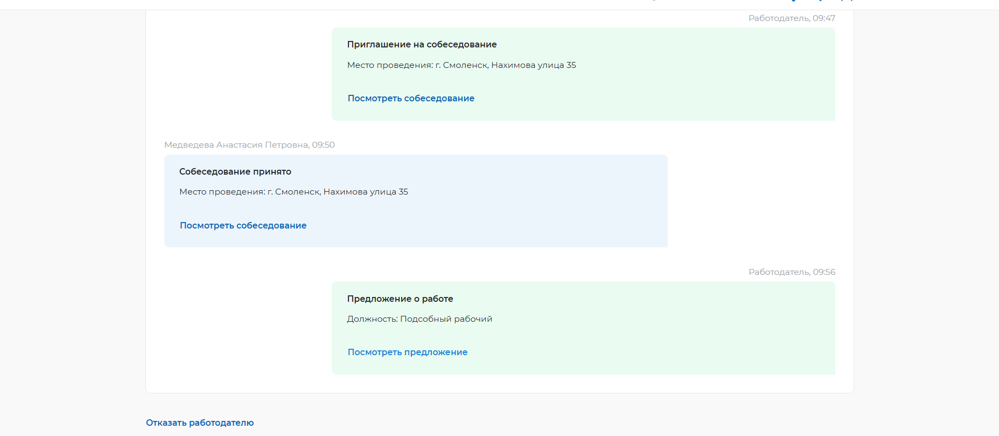 Работодатель, 09:47
Приглашение на собеседование
Место проведения: г. Смоленск, Нахимова улица 35
Посмотреть собеседование
Медведева Анастасия Петровна, 09:50
Собеседование принято
Место проведения: г. Смоленск, Нахимова улица 35
Посмотреть собеседование
Работодатель, 09:56
Предложение о работе
Должность: Подсобный рабочий
Посмотреть предложение
Отказать работодателю